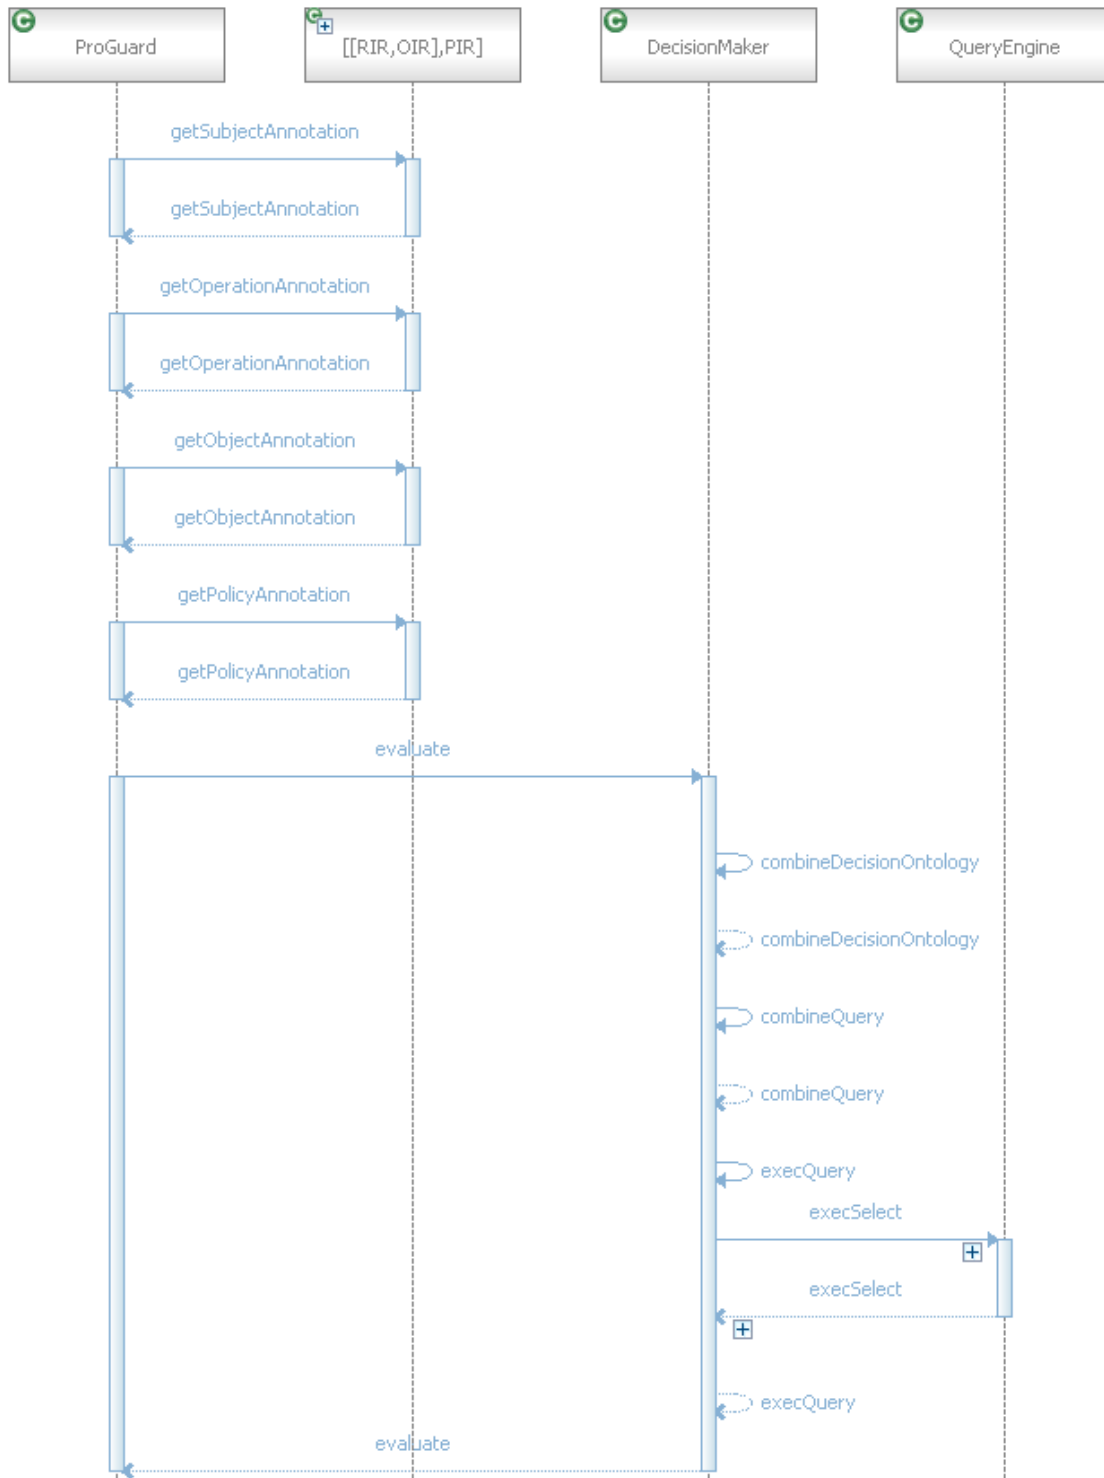 ProGuard
[[RIR,OIR],PIR]
DecisionMaker
QueryEngine
getSubjectAnnotation
getSubjectAnnotation
getOperationAnnotation
getOperationAnnotation
getObjectAnnotation
getObjectAnnotation
getPolicyAnnotation
getPolicyAnnotation
evaluate
combineDecisionOntology
combineDecisionOntology
combineQuery
combineQuery
execQuery
execSelect
execSelect
execQuery
evaluate